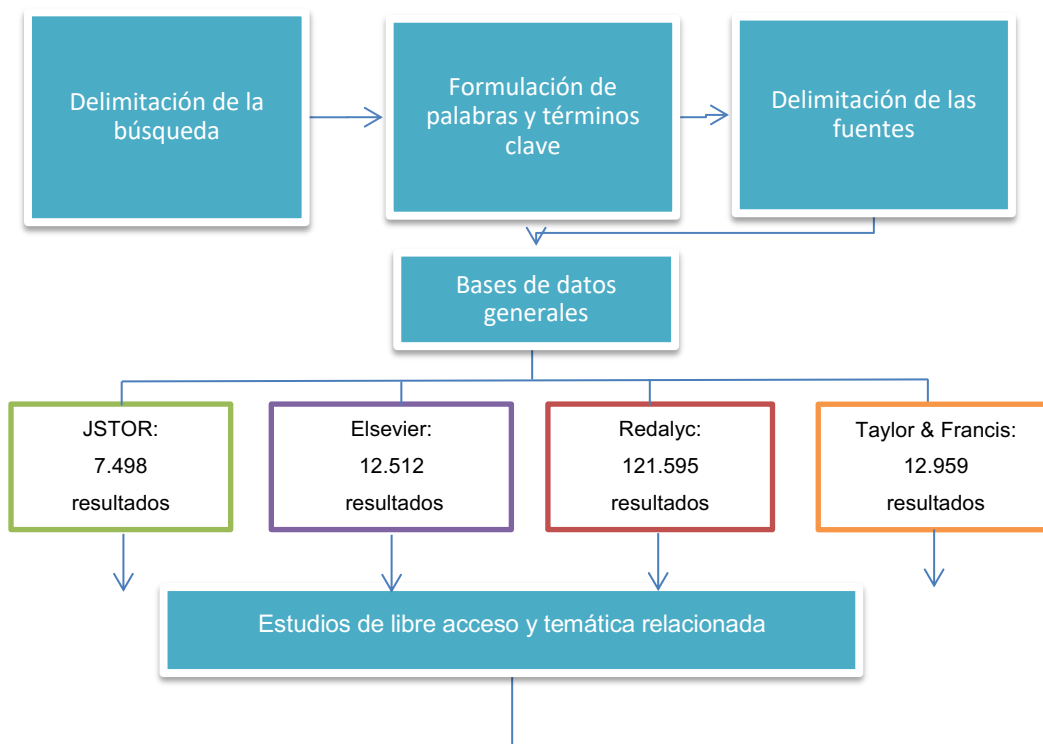 Delimitación de la
búsqueda
Formulación de
palabras y términos
clave
Delimitación de las
fuentes
Bases de datos
generales
JSTOR:
7.498
resultados
Elsevier:
12.512
resultados
Redalyc:
121.595
resultados
Taylor & Francis:
12.959
resultados
Estudios de libre acceso y temática relacionada